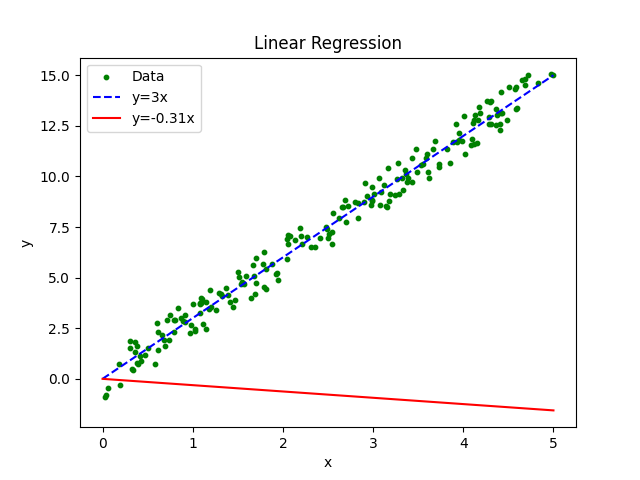 Linear Regression
Data
y=3x
y=-0.31x
15.0
12.5
10.0
7.5
5.0
2.5
0.0
y
0 1 2 3 4 5
x